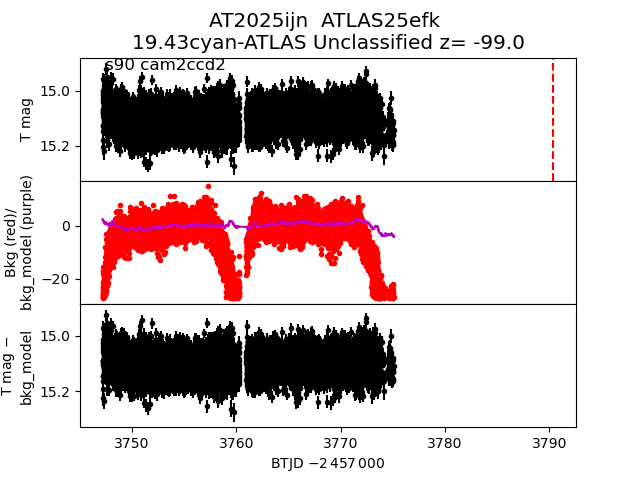 AT2025ijn  ATLAS25efk
19.43cyan-ATLAS Unclassified z= -99.0
s90 cam2ccd2
T mag
15.0
15.2
Bkg (red)/
bkg_model (purple)
0
−20
T mag −
bkg_model
15.0
15.2
3750
3760
3770
3780
3790
BTJD −2 457 000